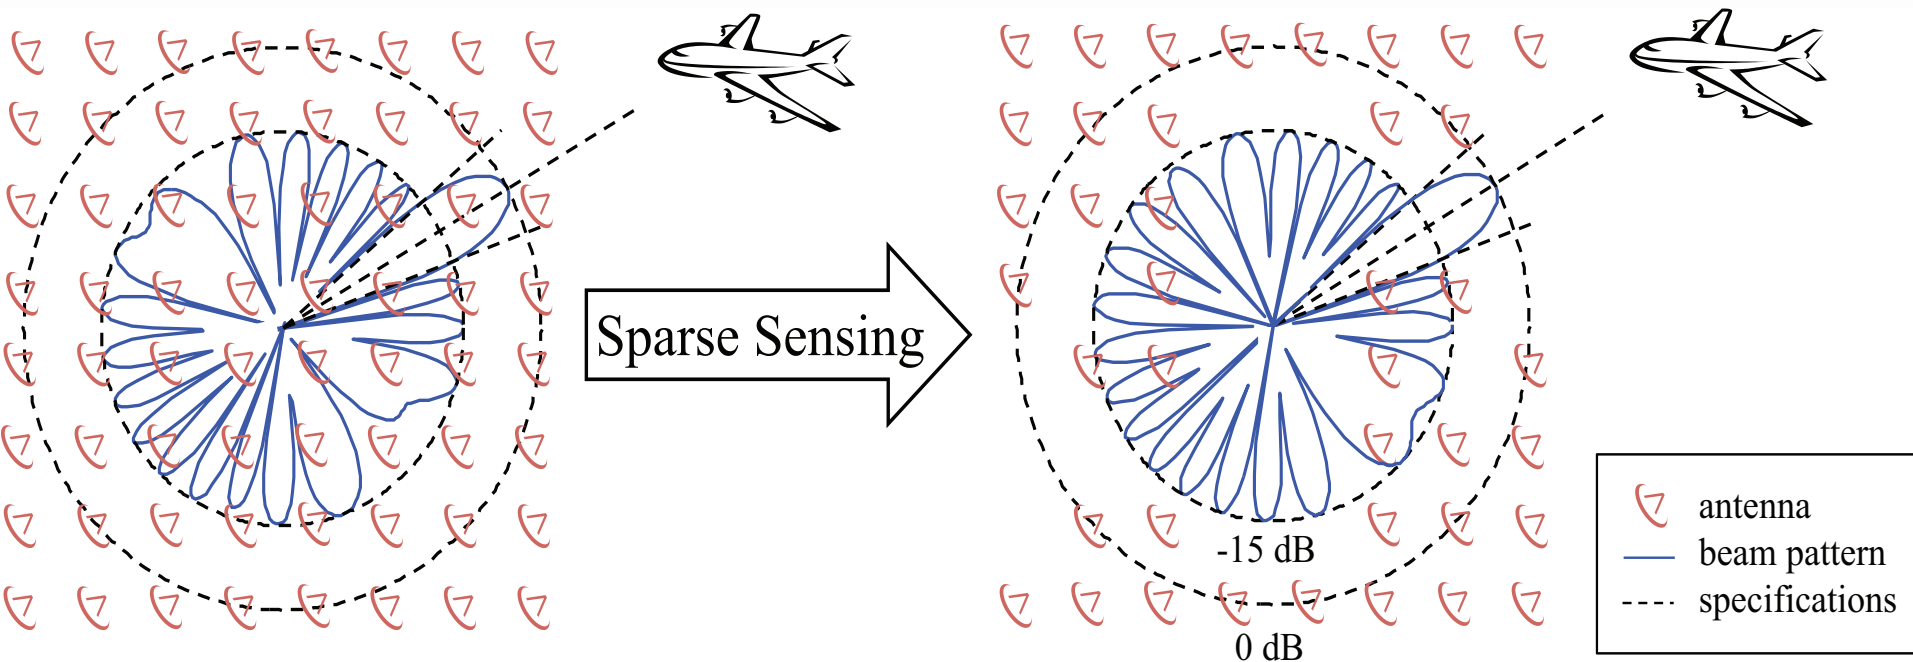 Sparse Sensing
-15 dB
0 dB
antenna
beam pattern
specifications